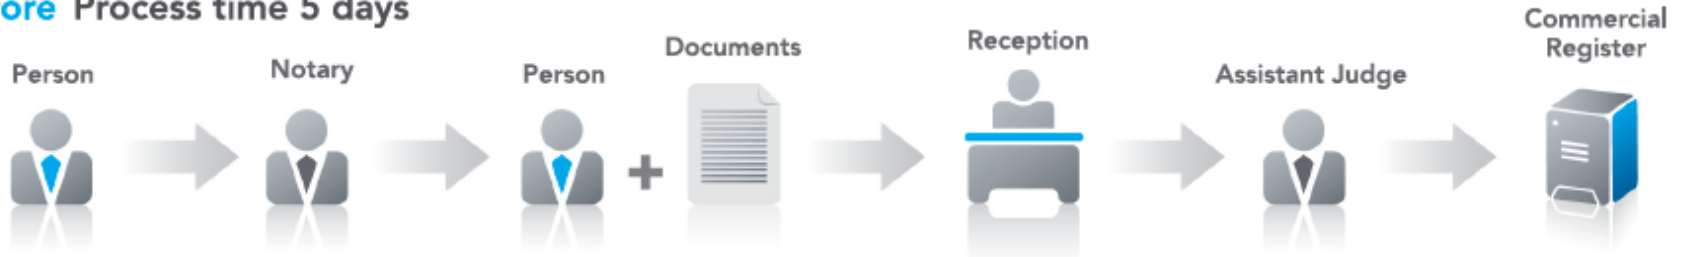 ore Process time 5 days
Person
Notary
Person
Documents
Reception
Assistant Judge
Commercial
Register